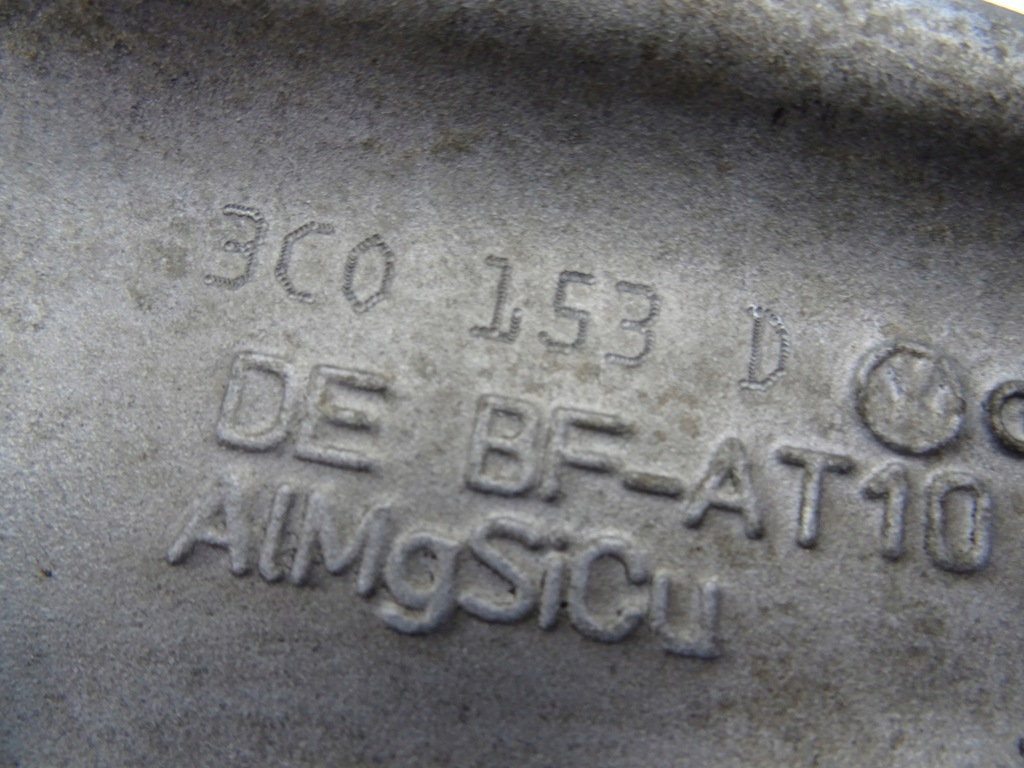 3C0 153 D
DE BF-AT10
AlMgSiCu